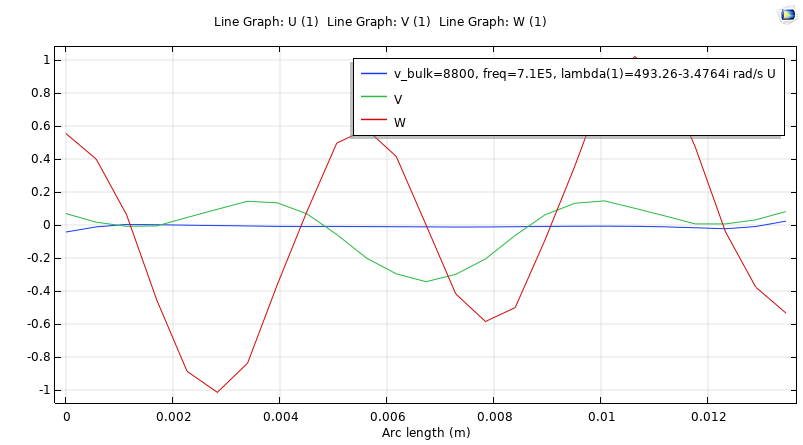 Line Graph: U (1)  Line Graph: V (1)  Line Graph: W (1)
v_bulk=8800, freq=7.1E5, lambda(1)=493.26-3.4764i rad/s U
V
W
1
0.8
0.6
0.4
0.2
0
-0.2
-0.4
-0.6
-0.8
-1
0 0.002 0.004 0.006 0.008 0.01 0.012
Arc length (m)